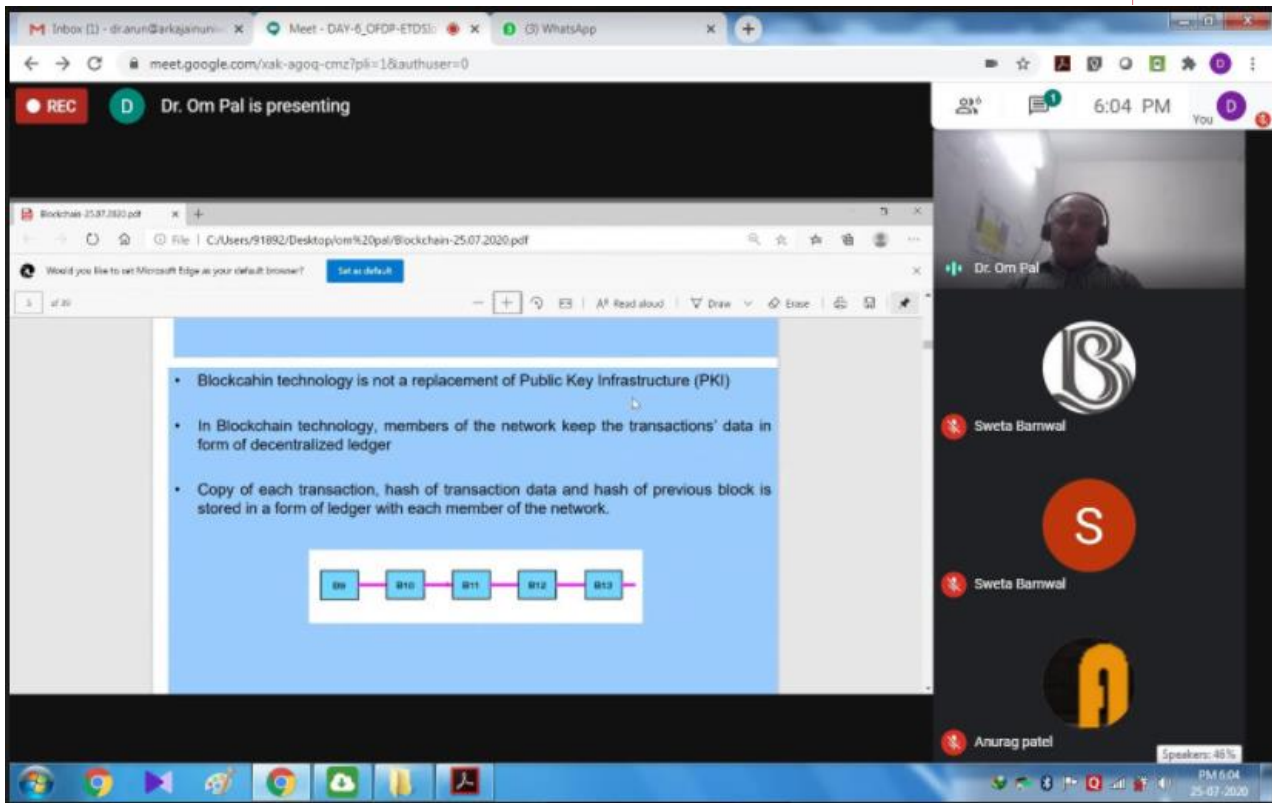 Inbox (1) - dr.arun@arkajainuni
Meet - DAY-6_OFDP-ETDSI
(3) WhatsApp
meet.google.com/xak-agoq-cmz?pli=1&authuser=0
REC
D
Dr. Om Pal is presenting
1
6:04 PM
You
D
Blockchain-25.07.2020.pdf
File | C:/Users/91892/Desktop/om%20pal/Blockchain-25.07.2020.pdf
Would you like to set Microsoft Edge as your default browser?
Set as default
of
Read aloud
Draw
Erase
• Blockcahin technology is not a replacement of Public Key Infrastructure (PKI)
• In Blockchain technology, members of the network keep the transactions' data in
form of decentralized ledger
• Copy of each transaction, hash of transaction data and hash of previous block is
stored in a form of ledger with each member of the network.
B9 B10 B11 B12 B13
Dr. Om Pal
B
Sweta Barnwal
S
Sweta Barnwal
Anurag patel
Speakers: 46%
PM 6:04
25-07-2020